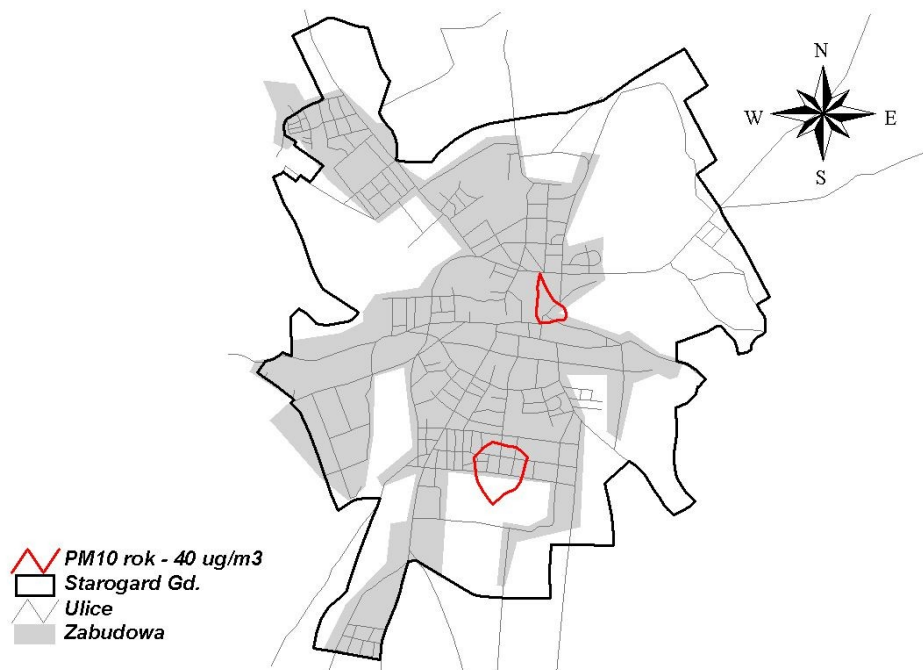 N
W E
S
PM10 rok - 40 ug/m3
Starogard Gd.
Ulice
Zabudowa